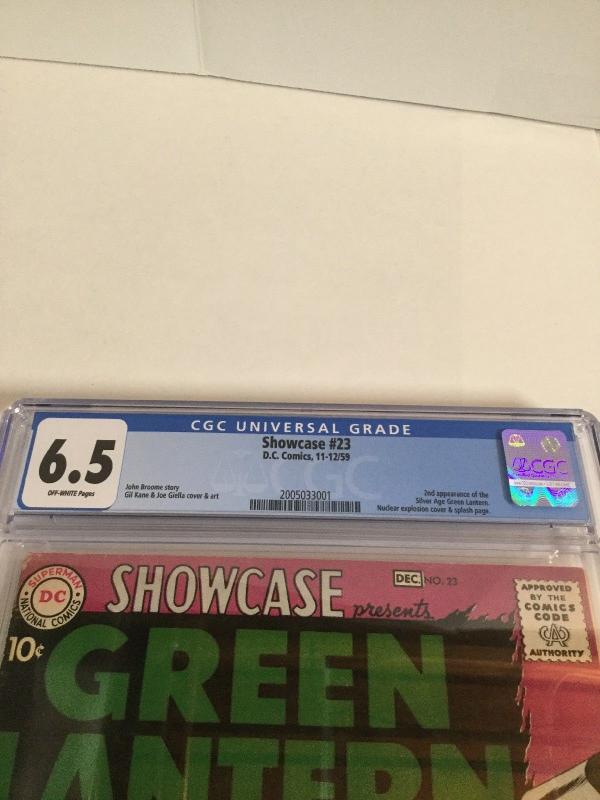 CGC UNIVERSAL GRADE
6.5
OFF-WHITE Pages
Showcase #23
D.C. Comics, 11-12/59
John Broome story
Gil Kane & Joe Giella cover & art
2005033001
2nd appearance of the
Silver Age Green Lantern.
Nuclear explosion cover & splash page.
CGC
SUPERMAN
DC
NATIONAL COMICS
SHOWCASE
presents
DEC. NO. 23
APPROVED
BY THE
COMICS
CODE
AUTHORITY
10¢
GREEN
LANTERN